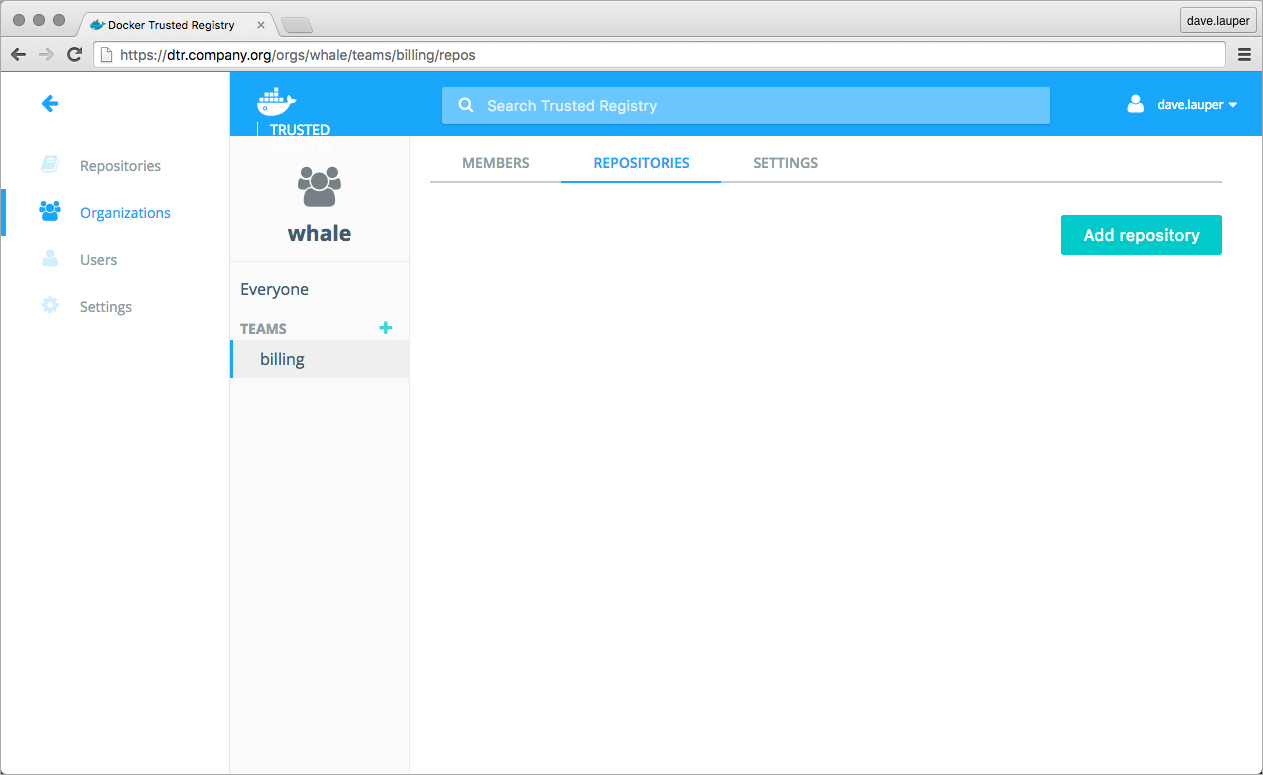 Docker Trusted Registry
dave.lauper
https://dtr.company.org/orgs/whale/teams/billing/repos
TRUSTED
Search Trusted Registry
dave.lauper
Repositories
Organizations
Users
Settings
whale
Everyone
TEAMS
billing
MEMBERS
REPOSITORIES
SETTINGS
Add repository